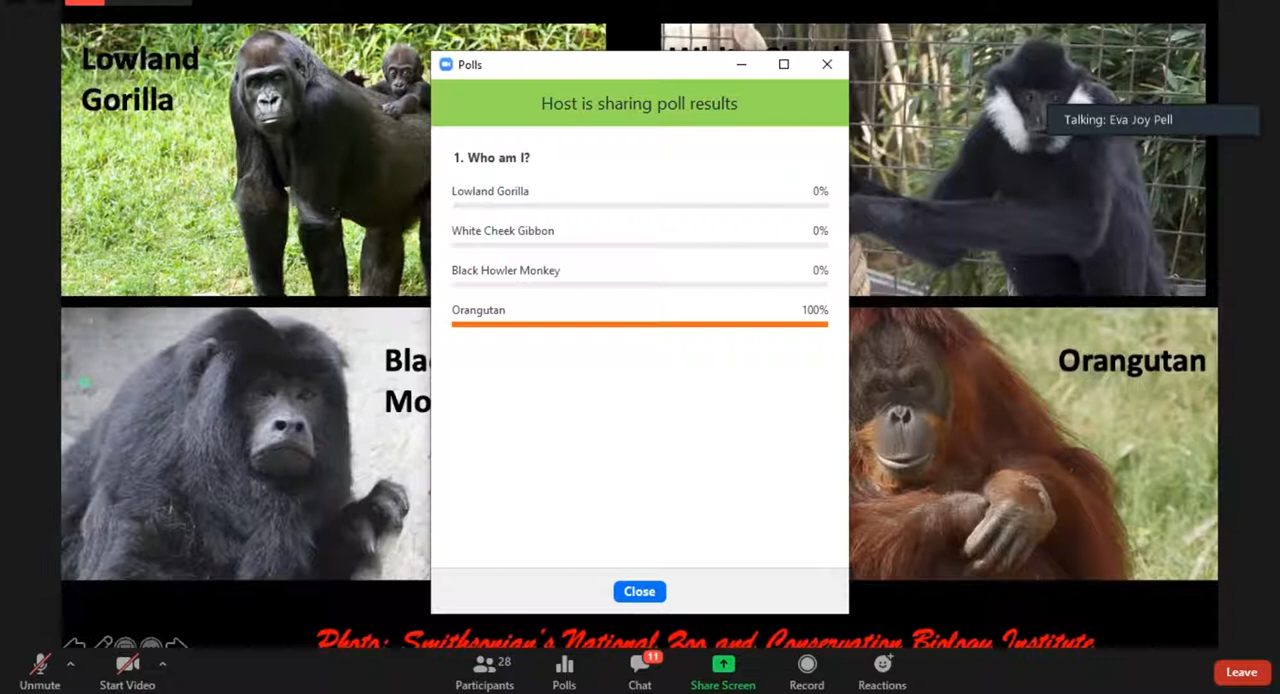 Lowland
Gorilla
Polls
Host is sharing poll results
1. Who am I?
Lowland Gorilla 0%
White Cheek Gibbon 0%
Black Howler Monkey 0%
Orangutan 100%
Close
Talking: Eva Joy Pell
Bla
Mo
Orangutan
Photo: Smithsonian's National Zoo and Conservation Biology Institute
Unmute
Start Video
28
Participants
Polls
11
Chat
Share Screen
Record
Reactions
Leave